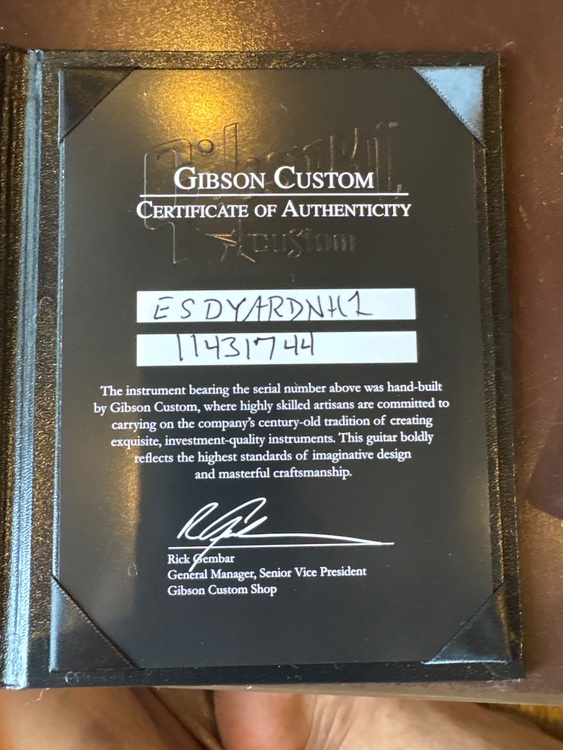 Gibson
GIBSON CUSTOM
CERTIFICATE OF AUTHENTICITY
custom
ESDYARDNH1
11431744
The instrument bearing the serial number above was hand-built
by Gibson Custom, where highly skilled artisans are committed to
carrying on the company's century-old tradition of creating
exquisite, investment-quality instruments. This guitar boldly
reflects the highest standards of imaginative design
and masterful craftsmanship.
Rick Gembar
General Manager, Senior Vice President
Gibson Custom Shop